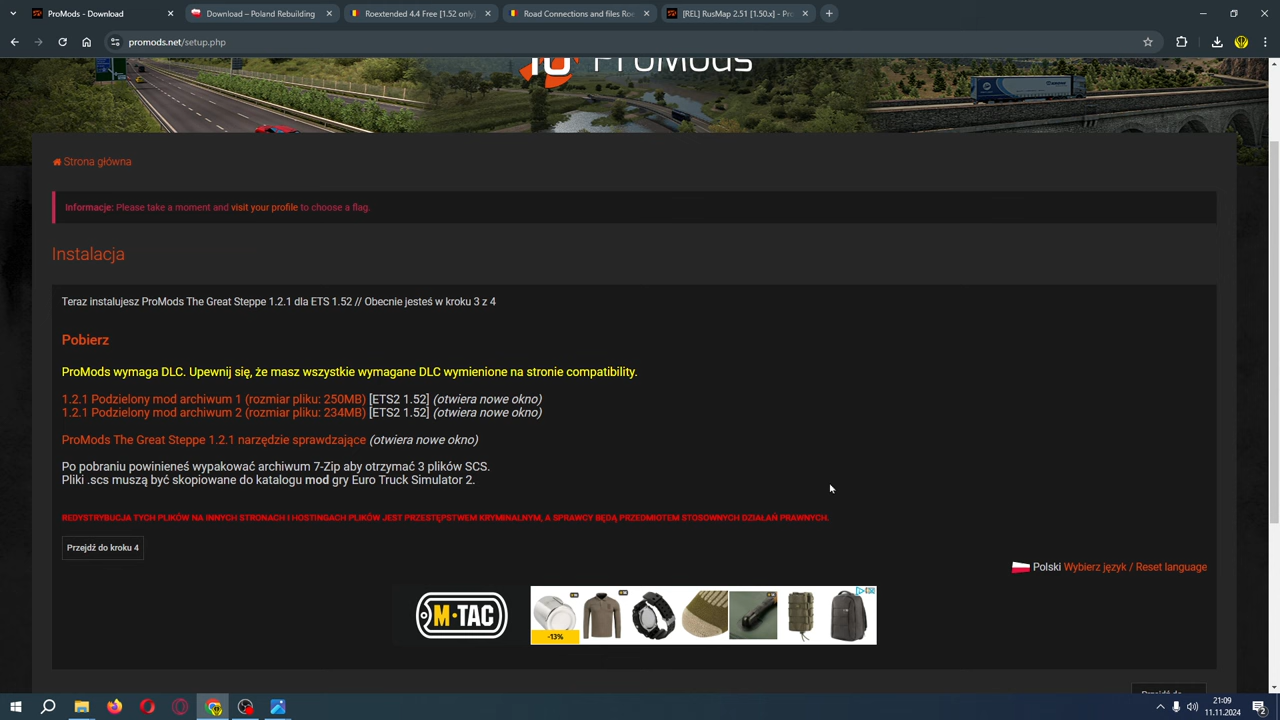 ProMods - Download
Download – Poland Rebuilding
Roextended 4.4 Free [1.52 only]
Road Connections and files Roe
[REL] RusMap 2.51 [1.50.x] - Pr
promods.net/setup.php
ProMods
Strona główna
Informacje: Please take a moment and visit your profile to choose a flag.
Instalacja
Teraz instalujesz ProMods The Great Steppe 1.2.1 dla ETS 1.52 // Obecnie jesteś w kroku 3 z 4
Pobierz
ProMods wymaga DLC. Upewnij się, że masz wszystkie wymagane DLC wymienione na stronie compatibility.
1.2.1 Podzielony mod archiwum 1 (rozmiar pliku: 250MB) [ETS2 1.52] (otwiera nowe okno)
1.2.1 Podzielony mod archiwum 2 (rozmiar pliku: 234MB) [ETS2 1.52] (otwiera nowe okno)
ProMods The Great Steppe 1.2.1 narzędzie sprawdzające (otwiera nowe okno)
Po pobraniu powinieneś wypakować archiwum 7-Zip aby otrzymać 3 plików SCS.
Pliki .scs muszą być skopiowane do katalogu mod gry Euro Truck Simulator 2.
REDYSTRYBUCJA TYCH PLIKÓW NA INNYCH STRONACH I HOSTINGACH PLIKÓW JEST PRZESTĘPSTWEM KRYMINALNYM, A SPRAWCY BĘDĄ PRZEDMIOTEM STOSOWNYCH DZIAŁAŃ PRAWNYCH.
Przejdź do kroku 4
Polski Wybierz język / Reset language
M-TAC
-13%
Przejdź do
21:09
11.11.2024
2